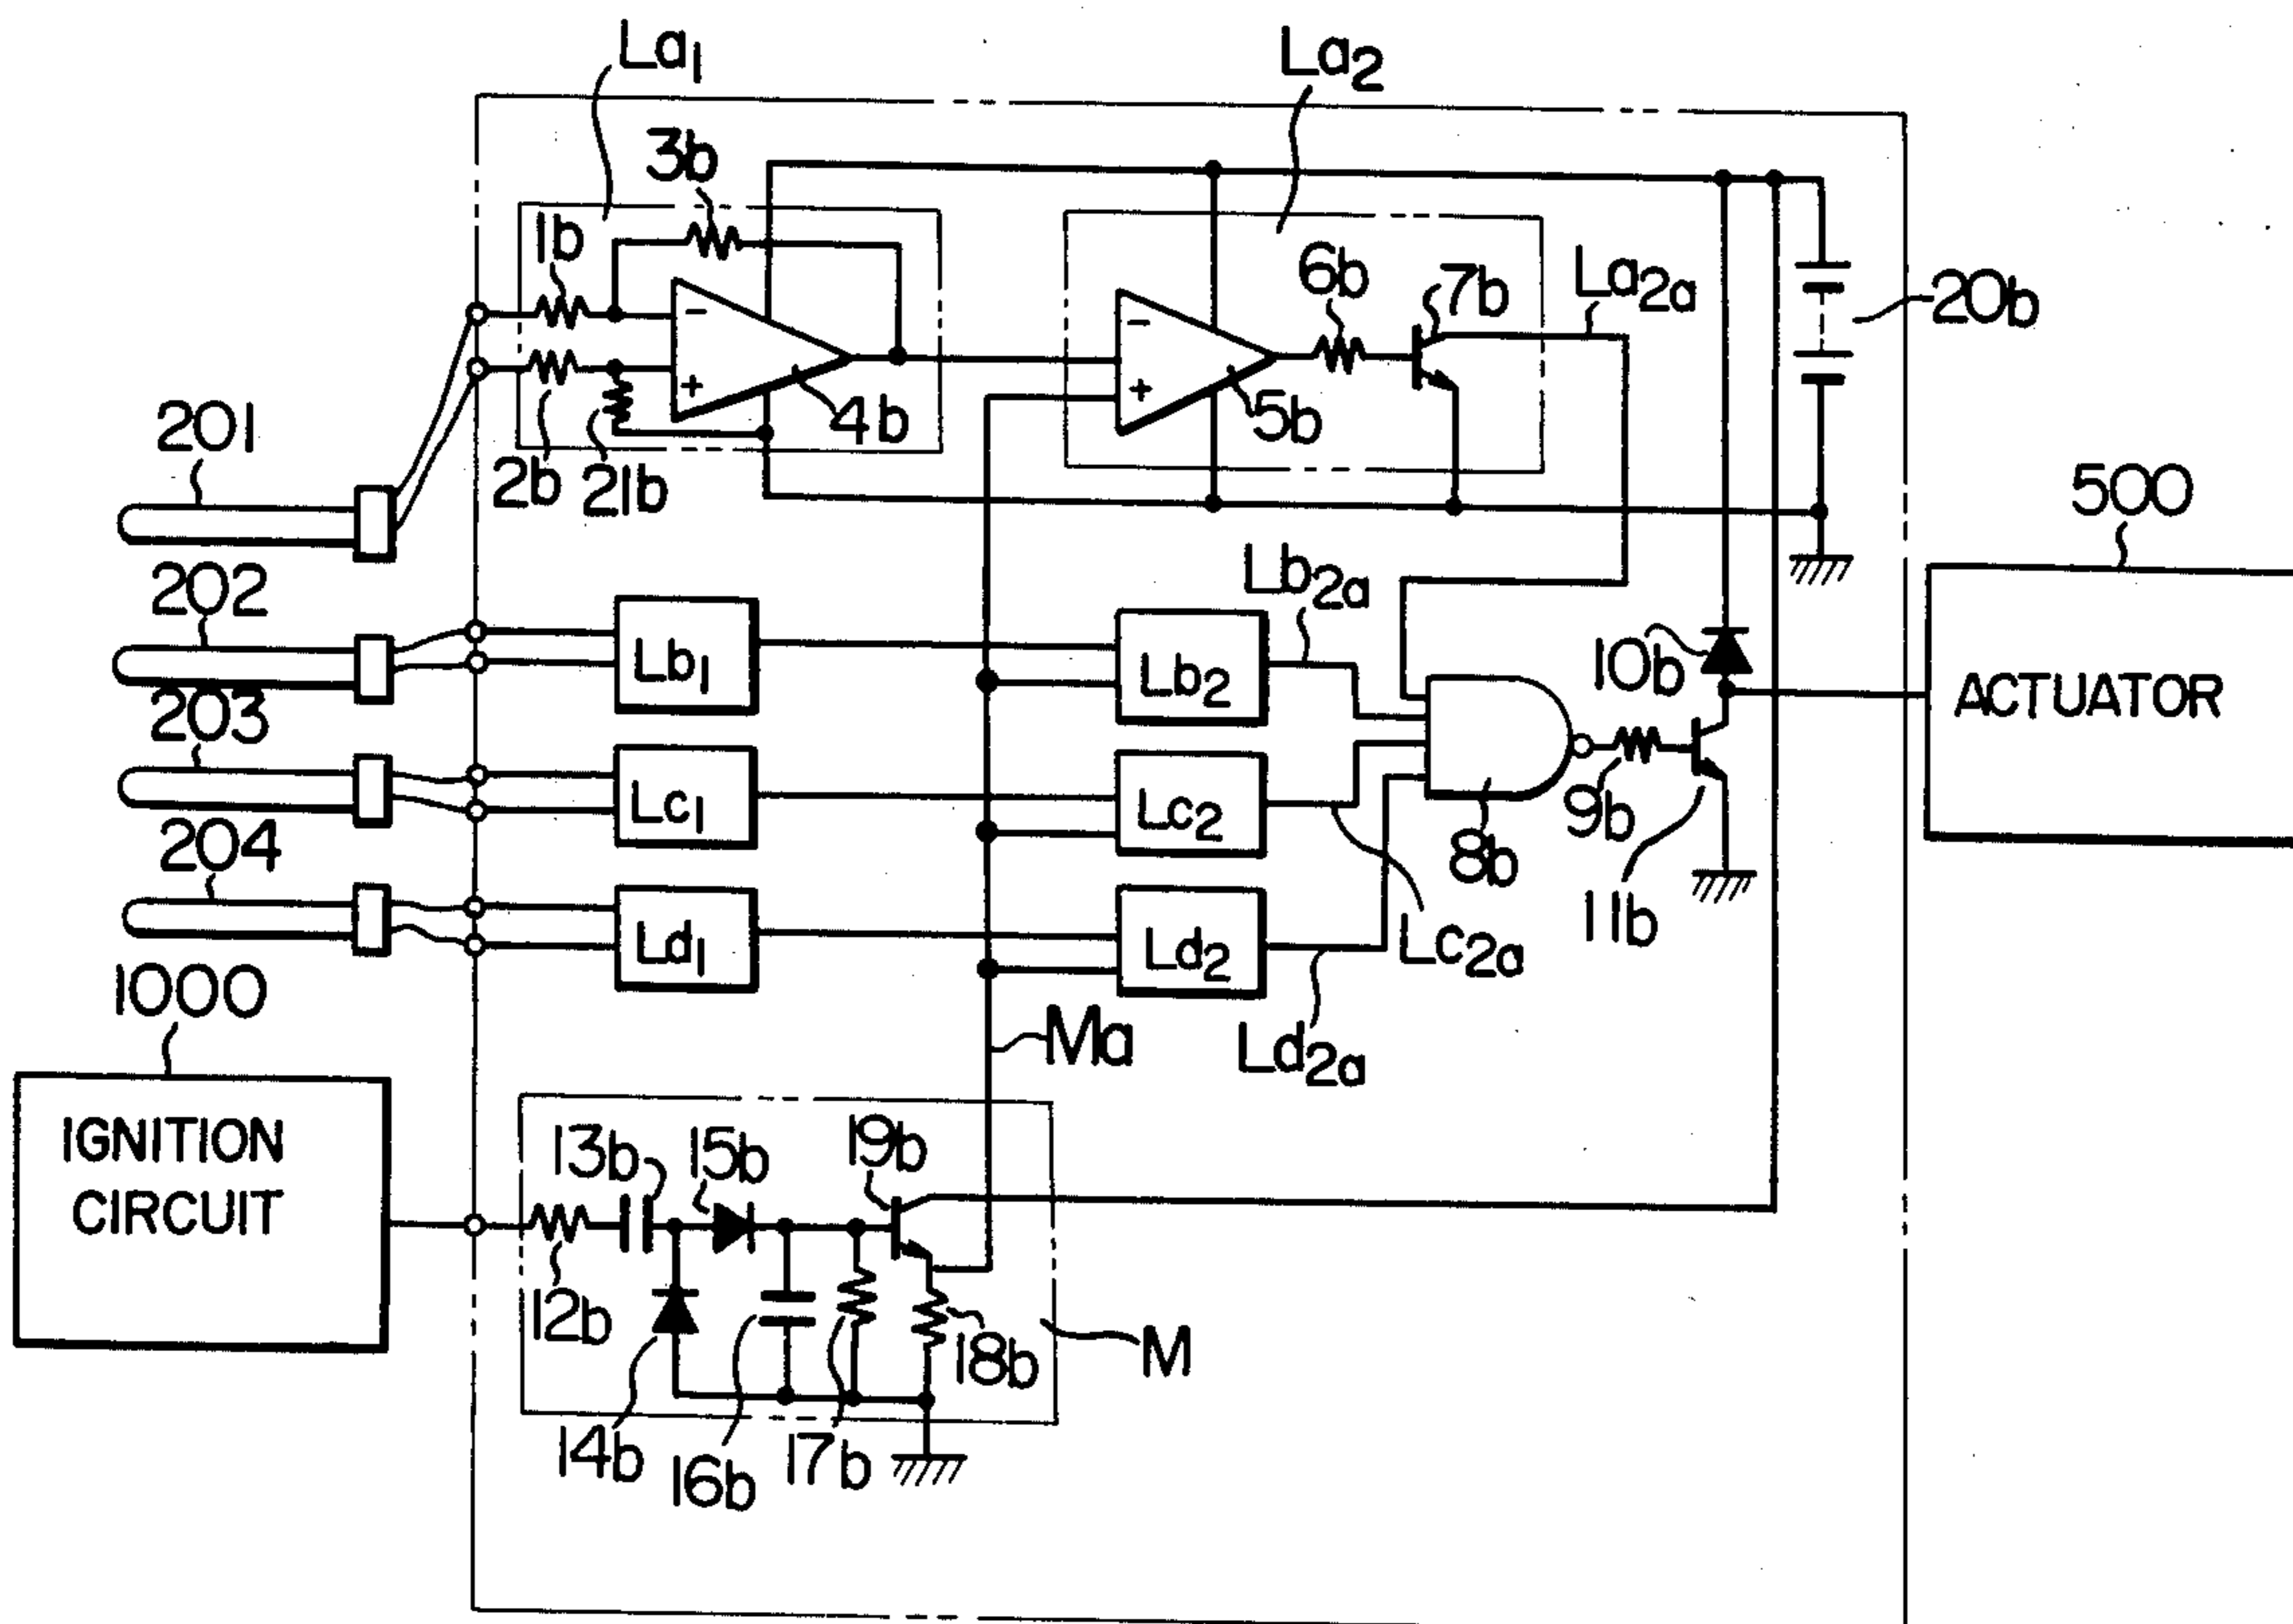 La1
La2
3b
1b
6b
7b
La2a
20b
-
+
-
+
4b
5b
2b
21b
201
500
202
Lb2a
Lb1
Lb2
10b
ACTUATOR
203
Lc1
Lc2
9b
8b
204
11b
Ld1
Ld2
Lc2a
1000
Ma
Ld2a
IGNITION
CIRCUIT
13b
15b
19b
12b
18b
M
14b
16b
17b